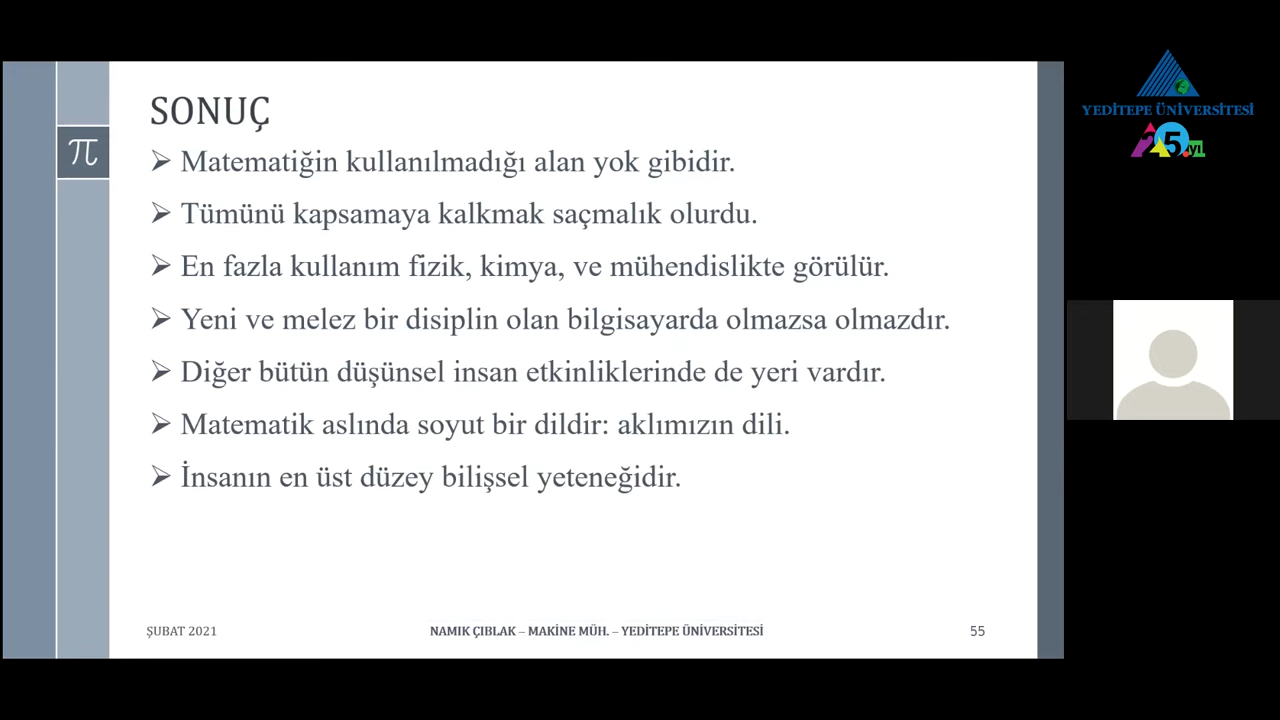 SONUÇ
π
➢ Matematiğin kullanılmadığı alan yok gibidir.
➢ Tümünü kapsamaya kalkmak saçmalık olurdu.
➢ En fazla kullanım fizik, kimya, ve mühendislikte görülür.
➢ Yeni ve melez bir disiplin olan bilgisayarda olmazsa olmazdır.
➢ Diğer bütün düşünsel insan etkinliklerinde de yeri vardır.
➢ Matematik aslında soyut bir dildir: aklımızın dili.
➢ İnsanın en üst düzey bilişsel yeteneğidir.
ŞUBAT 2021
NAMIK ÇIBLAK – MAKİNE MÜH. – YEDİTEPE ÜNİVERSİTESİ
55
YEDİTEPE ÜNİVERSİTESİ
25.yıl